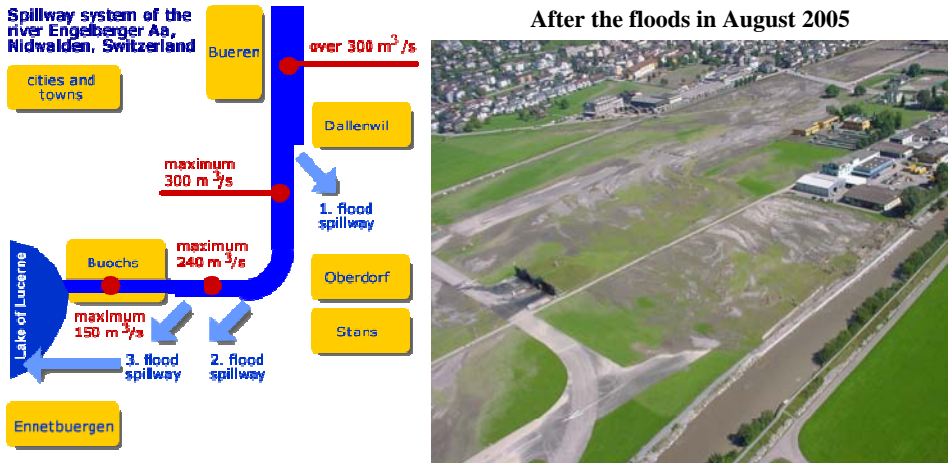 Spillway system of the
river Engelberger Aa,
Nidwalden, Switzerland
cities and
towns
Bueren
over 300 m³/s
Dallenwil
maximum
300 m³/s
1. flood
spillway
maximum
240 m³/s
Buochs
Oberdorf
Lake of Lucerne
maximum
150 m³/s
Stans
3. flood
spillway
2. flood
spillway
Ennetbuergen
After the floods in August 2005